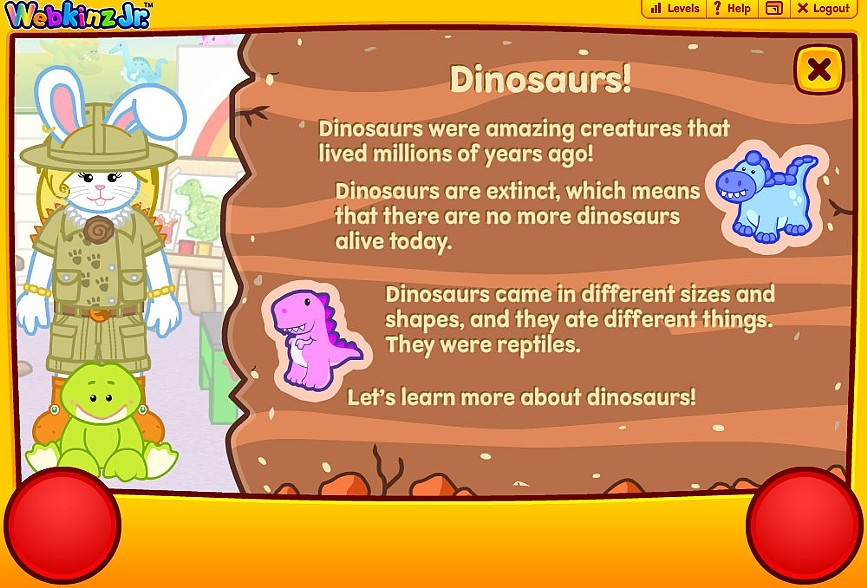 Webkinz Jr.™
Levels
? Help
X Logout
Dinosaurs!
Dinosaurs were amazing creatures that
lived millions of years ago!
Dinosaurs are extinct, which means
that there are no more dinosaurs
alive today.
Dinosaurs came in different sizes and
shapes, and they ate different things.
They were reptiles.
Let's learn more about dinosaurs!